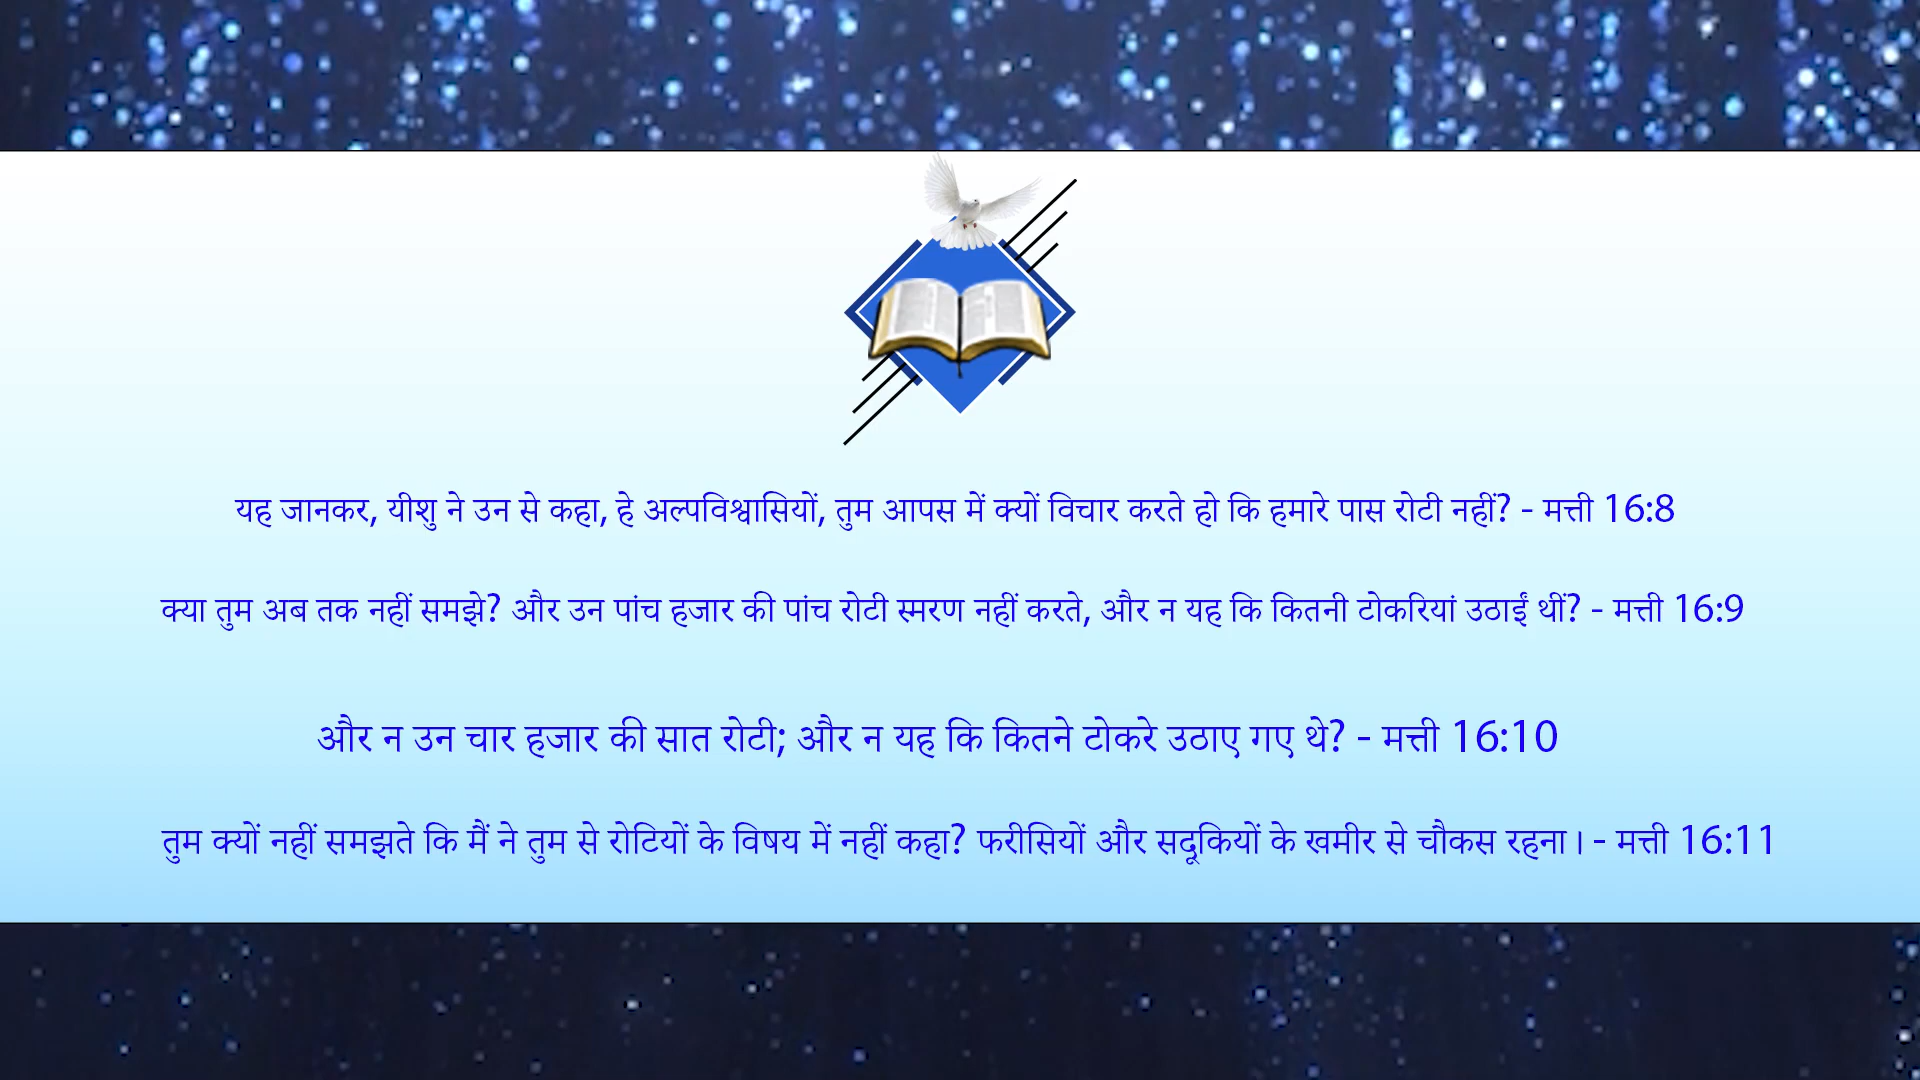 यह जानकर, यीशु ने उन से कहा, हे अल्पविश्वासियों, तुम आपस में क्यों विचार करते हो कि हमारे पास रोटी नहीं? - मत्ती 16:8
क्या तुम अब तक नहीं समझे? और उन पांच हजार की पांच रोटी स्मरण नहीं करते, और न यह कि कितनी टोकरियां उठाईं थीं? - मत्ती 16:9
और न उन चार हजार की सात रोटी; और न यह कि कितने टोकरे उठाए गए थे? - मत्ती 16:10
तुम क्यों नहीं समझते कि मैं ने तुम से रोटियों के विषय में नहीं कहा? फरीसियों और सदूकियों के खमीर से चौकस रहना। - मत्ती 16:11